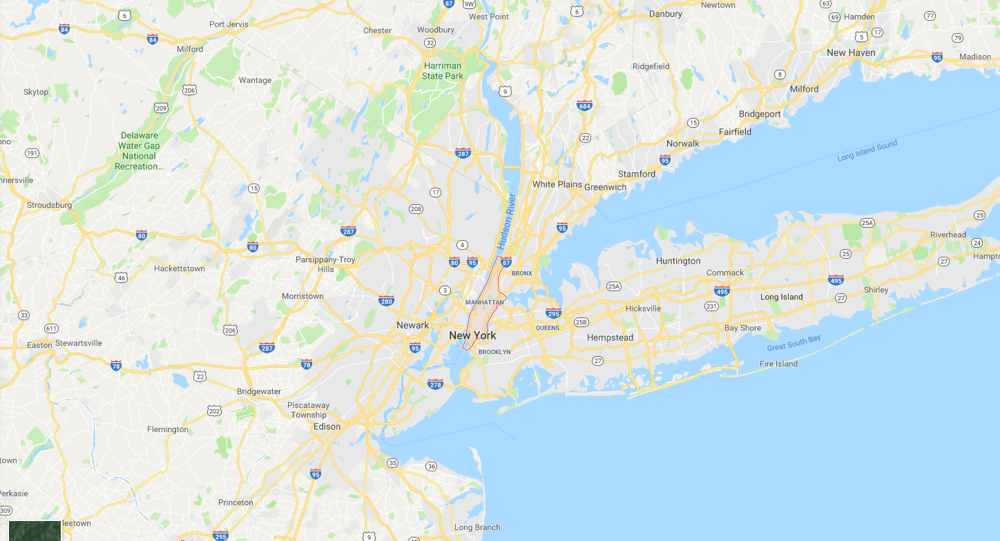 87
9W
6
West Point
6
Danbury
Newtown
63
69
Hamden
77
84
Port Jervis
Chester
Woodbury
5
17
79
84
32
Milford
New Haven
95
Madison
Harriman
State Park
Ridgefield
8
Wantage
Skytop
206
9
Milford
209
684
Bridgeport
15
Fairfield
Delaware
Water Gap
National
Recreation...
22
Norwalk
ono
191
287
95
Long Island Sound
Stamford
nnersville
White Plains
Greenwich
15
17
Stroudsburg
208
Hudson River
25
25A
80
287
95
Riverhead
80
4
24
25
Parsippany-Troy
Hills
80
95
87
Huntington
27
Hampto
Hackettstown
BRONX
Commack
46
495
25A
3
495
Morristown
280
MANHATTAN
Long Island
27
Shirley
231
Hicksville
33
295
25B
Newark
QUEENS
611
206
Bay Shore
New York
Hempstead
Easton
Stewartsville
287
95
Great South Bay
BROOKLYN
78
78
27
Fire Island
22
278
Bridgewater
Piscataway
Township
202
Edison
Flemington
town
35
36
95
Perkasie
Princeton
309
lestown
Long Branch
295
9